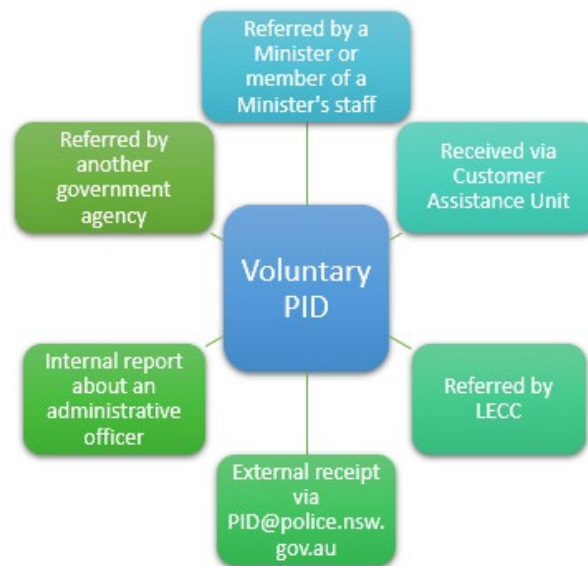 Referred by a
Minister or
member of a
Minister's staff
Referred by
another
government
agency
Received via
Customer
Assistance Unit
Voluntary
PID
Internal report
about an
administrative
officer
Referred by
LECC
External receipt
via
PID@police.nsw.
gov.au